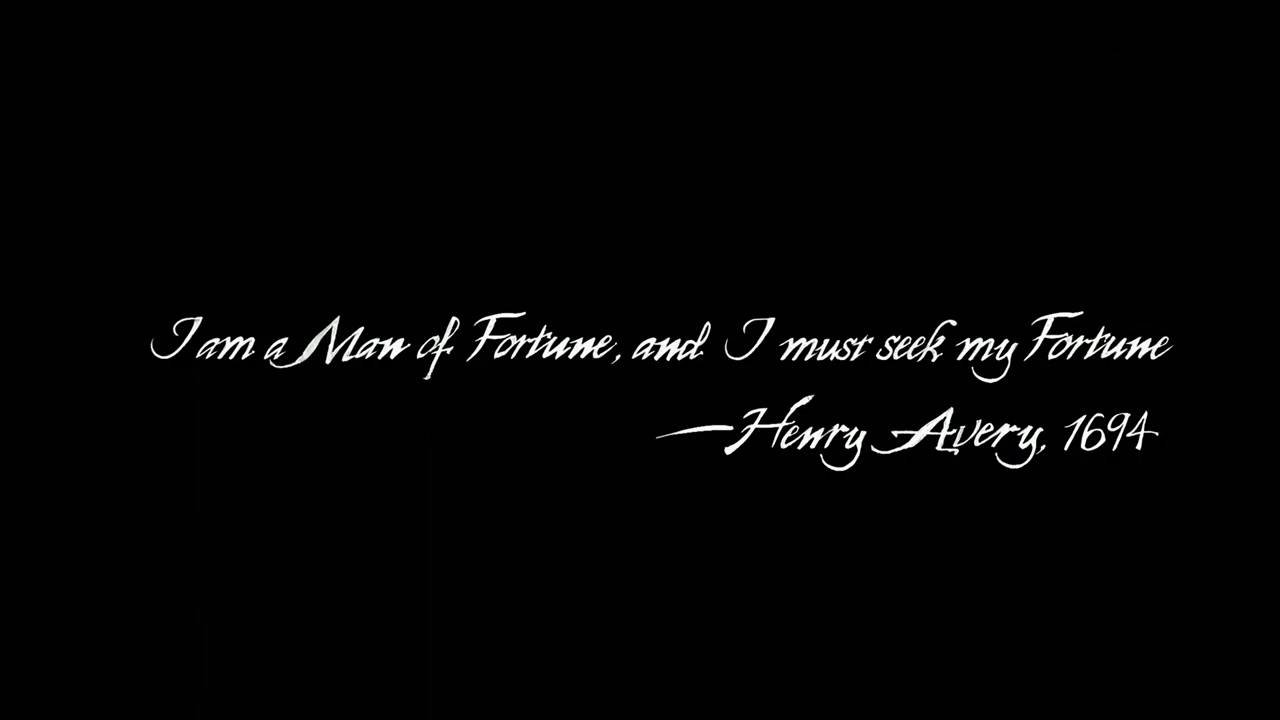 I am a Man of Fortune, and I must seek my Fortune
—Henry Avery, 1694